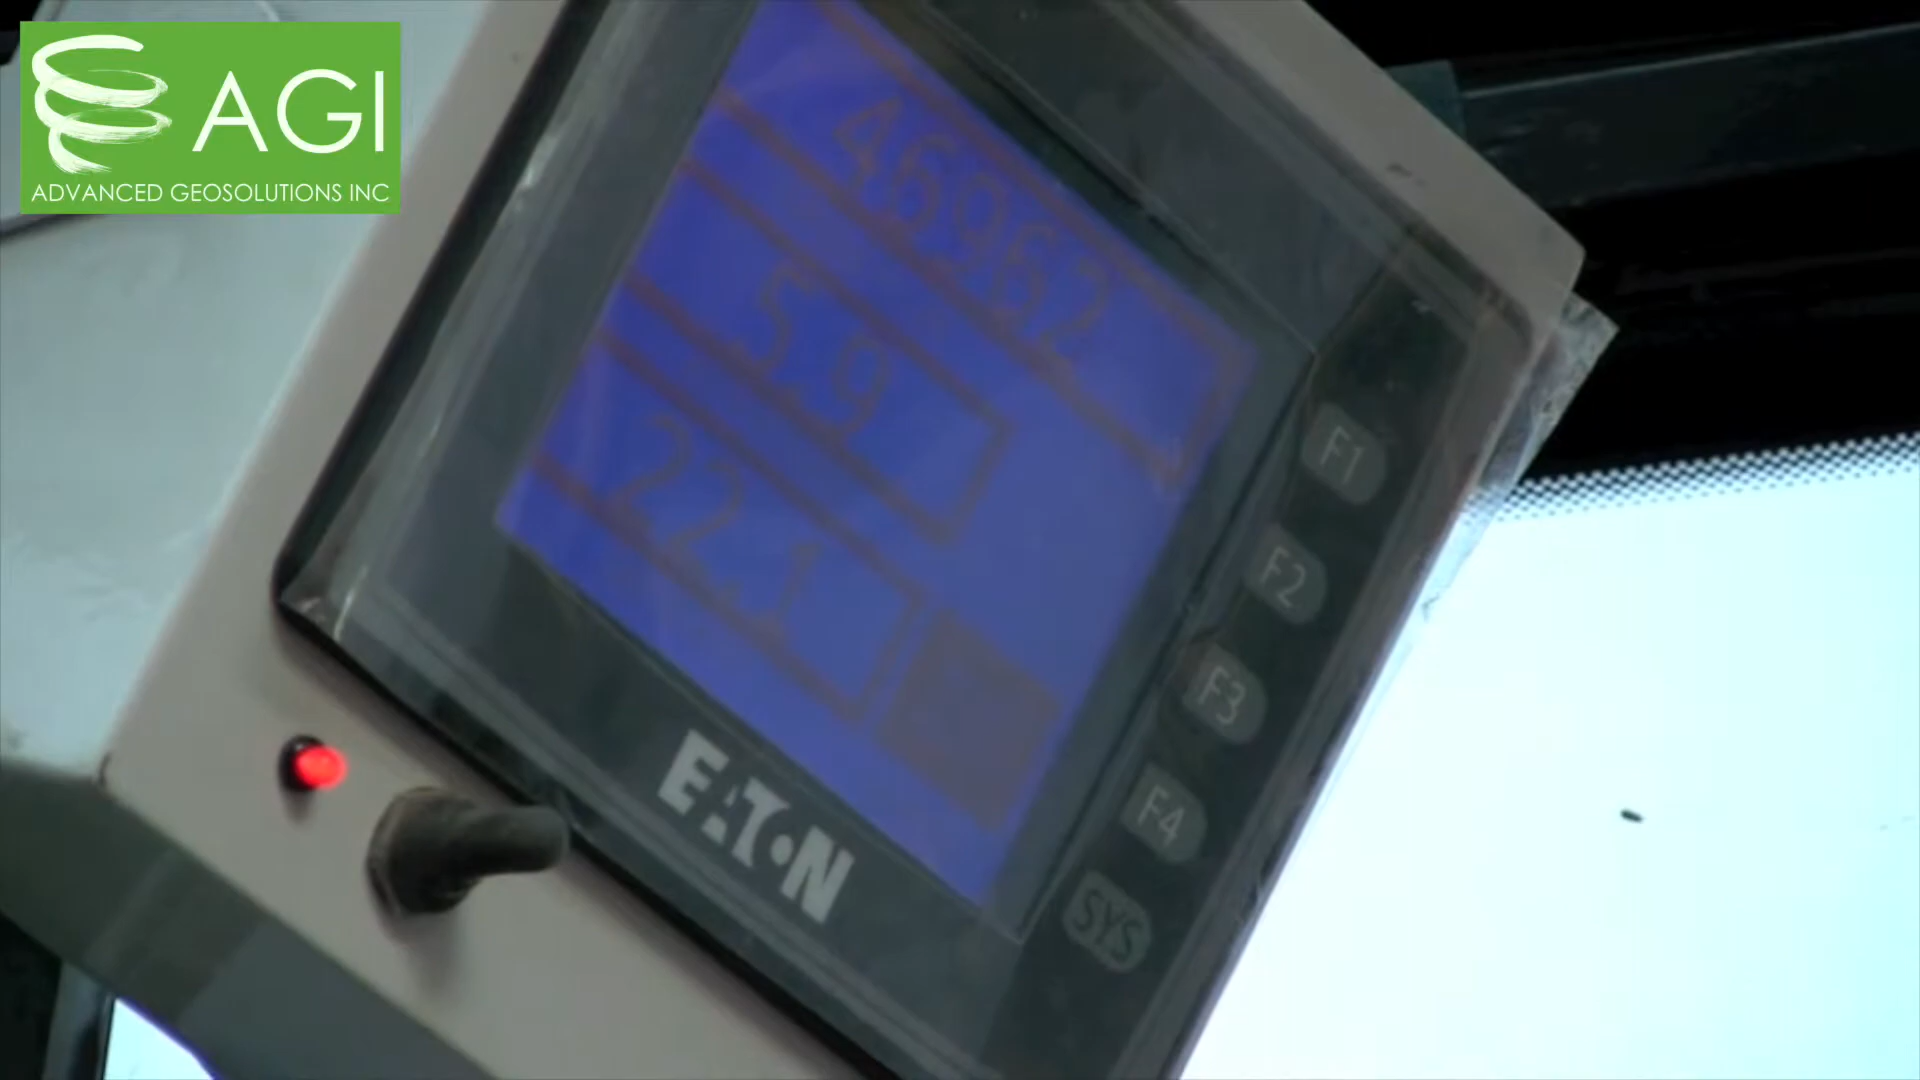 AGI
ADVANCED GEOSOLUTIONS INC
46962
5.9
22.1
F1
F2
F3
F4
SYS
EATON